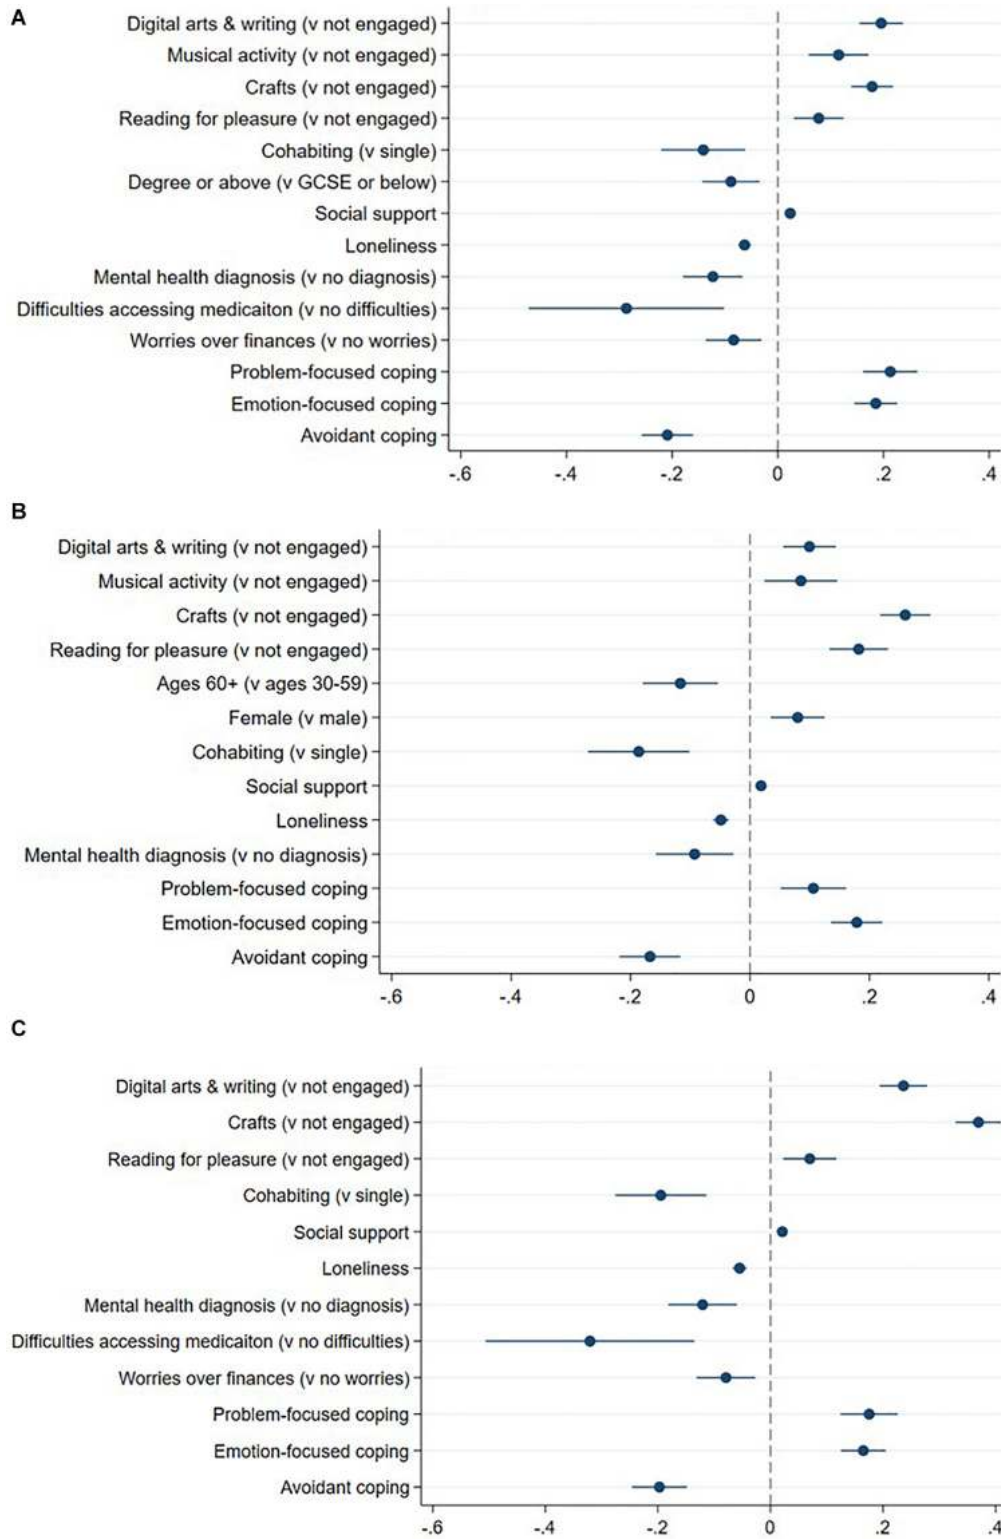 A
Digital arts & writing (v not engaged)
Musical activity (v not engaged)
Crafts (v not engaged)
Reading for pleasure (v not engaged)
Cohabiting (v single)
Degree or above (v GCSE or below)
Social support
Loneliness
Mental health diagnosis (v no diagnosis)
Difficulties accessing medicaiton (v no difficulties)
Worries over finances (v no worries)
Problem-focused coping
Emotion-focused coping
Avoidant coping
-.6 -.4 -.2 0 .2 .4
B
Digital arts & writing (v not engaged)
Musical activity (v not engaged)
Crafts (v not engaged)
Reading for pleasure (v not engaged)
Ages 60+ (v ages 30-59)
Female (v male)
Cohabiting (v single)
Social support
Loneliness
Mental health diagnosis (v no diagnosis)
Problem-focused coping
Emotion-focused coping
Avoidant coping
-.6 -.4 -.2 0 .2 .4
C
Digital arts & writing (v not engaged)
Crafts (v not engaged)
Reading for pleasure (v not engaged)
Cohabiting (v single)
Social support
Loneliness
Mental health diagnosis (v no diagnosis)
Difficulties accessing medicaiton (v no difficulties)
Worries over finances (v no worries)
Problem-focused coping
Emotion-focused coping
Avoidant coping
-.6 -.4 -.2 0 .2 .4